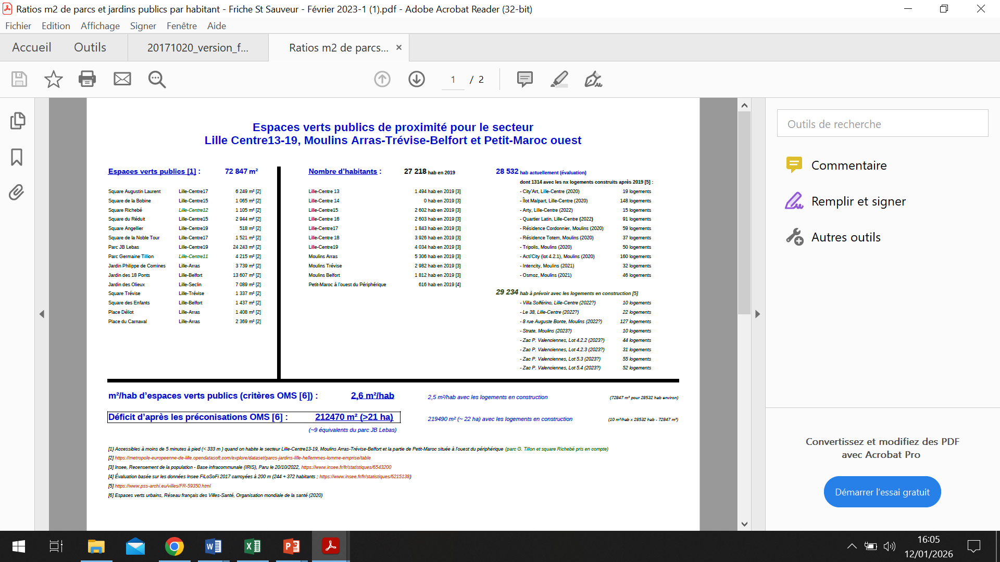 Ratios m2 de parcs et jardins publics par habitant - Friche St Sauveur - Février 2023-1 (1).pdf - Adobe Acrobat Reader (32-bit)
Fichier Edition Affichage Signer Fenêtre Aide
Accueil Outils 20171020_version_f... Ratios m2 de parcs... ×
1 / 2
Espaces verts publics de proximité pour le secteur
Lille Centre13-19, Moulins Arras-Trévise-Belfort et Petit-Maroc ouest
Espaces verts publics [1] : 72 847 m²
Square Augustin Laurent Lille-Centre17 6 249 m² [2]
Square de la Bobine Lille-Centre15 1 065 m² [2]
Square Richebé Lille-Centre12 1 105 m² [2]
Square du Réduit Lille-Centre15 2 944 m² [2]
Square Angellier Lille-Centre19 518 m² [2]
Square de la Noble Tour Lille-Centre17 1 521 m² [2]
Parc JB Lebas Lille-Centre19 24 243 m² [2]
Parc Germaine Tillion Lille-Centre11 4 215 m² [2]
Jardin Philippe de Comines Lille-Arras 3 739 m² [2]
Jardin des 18 Ponts Lille-Belfort 13 607 m² [2]
Jardin des Olieux Lille-Seclin 7 089 m² [2]
Square Trévise Lille-Trévise 1 337 m² [2]
Square des Enfants Lille-Belfort 1 437 m² [2]
Place Déliot Lille-Arras 1 408 m² [2]
Place du Carnaval Lille-Arras 2 369 m² [2]
Nombre d'habitants : 27 218 hab en 2019
Lille-Centre 13 1 494 hab en 2019 [3]
Lille-Centre 14 0 hab en 2019 [3]
Lille-Centre15 2 602 hab en 2019 [3]
Lille-Centre 16 2 603 hab en 2019 [3]
Lille-Centre17 1 843 hab en 2019 [3]
Lille-Centre 18 3 926 hab en 2019 [3]
Lille-Centre19 4 034 hab en 2019 [3]
Moulins Arras 5 306 hab en 2019 [3]
Moulins Trévise 2 982 hab en 2019 [3]
Moulins Belfort 1 812 hab en 2019 [3]
Petit-Maroc à l'ouest du Périphérique 616 hab en 2019 [4]
28 532 hab actuellement (évaluation)
dont 1314 avec les nx logements construits après 2019 [5] :
- City'Art, Lille-Centre (2020) 19 logements
- Îlot Malpart, Lille-Centre (2020) 148 logements
- Arty, Lille-Centre (2022) 15 logements
- Quartier Latin, Lille-Centre (2022) 91 logements
- Résidence Cordonnier, Moulins (2020) 59 logements
- Résidence Totem, Moulins (2020) 37 logements
- Tripolis, Moulins (2020) 50 logements
- Acti'City (lot 4.2.1), Moulins (2020) 160 logements
- Intencity, Moulins (2021) 32 logements
- Osmoz, Moulins (2021) 46 logements
29 234 hab à prévoir avec les logements en construction [5]
- Villa Solférino, Lille-Centre (2022?) 10 logements
- Le 38, Lille-Centre (2022?) 22 logements
- 8 rue Auguste Bonte, Moulins (2022?) 127 logements
- Strate, Moulins (2023?) 10 logements
- Zac P. Valenciennes, Lot 4.2.2 (2023?) 44 logements
- Zac P. Valenciennes, Lot 4.2.3 (2023?) 31 logements
- Zac P. Valenciennes, Lot 5.3 (2023?) 55 logements
- Zac P. Valenciennes, Lot 5.4 (2023?) 52 logements
m²/hab d'espaces verts publics (critères OMS [6]) : 2,6 m²/hab 2,5 m²/hab avec les logements en construction (72847 m² pour 28532 hab environ)
Déficit d'après les préconisations OMS [6] : 212470 m² (>21 ha) 219490 m² (~ 22 ha) avec les logements en construction (10 m²/hab x 28532 hab - 72847 m²)
(~9 équivalents du parc JB Lebas)
[1} Accessibles à moins de 5 minutes à pied (< 333 m ) quand on habite le secteur Lille-Centre13-19, Moulins Arras-Trévise-Belfort et la partie de Petit-Maroc située à l'ouest du périphérique (parc G. Tillon et square Richebé pris en compte)
[2] https://metropole-europeenne-de-lille.opendatasoft.com/explore/dataset/parcs-jardins-lille-hellemmes-lomme-emprise/table
[3] Insee, Recensement de la population - Base infracommunale (IRIS), Paru le 20/10/2022, https://www.insee.fr/fr/statistiques/6543200
[4] Évaluation basée sur les données Insee FiLoSoFi 2017 carroyées à 200 m (244 + 372 habitants ; https://www.insee.fr/fr/statistiques/6215138)
[5] https://www.pss-archi.eu/villes/FR-59350.html
[6] Espaces verts urbains, Réseau français des Villes-Santé, Organisation mondiale de la santé (2020)
Outils de recherche
Commentaire
Remplir et signer
Autres outils
Convertissez et modifiez des PDF
avec Acrobat Pro
Démarrer l'essai gratuit
16:05
12/01/2026